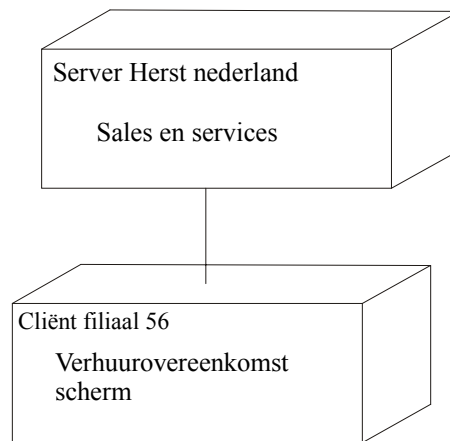 Server Herst nederland
Sales en services
Cliënt filiaal 56
Verhuurovereenkomst
scherm